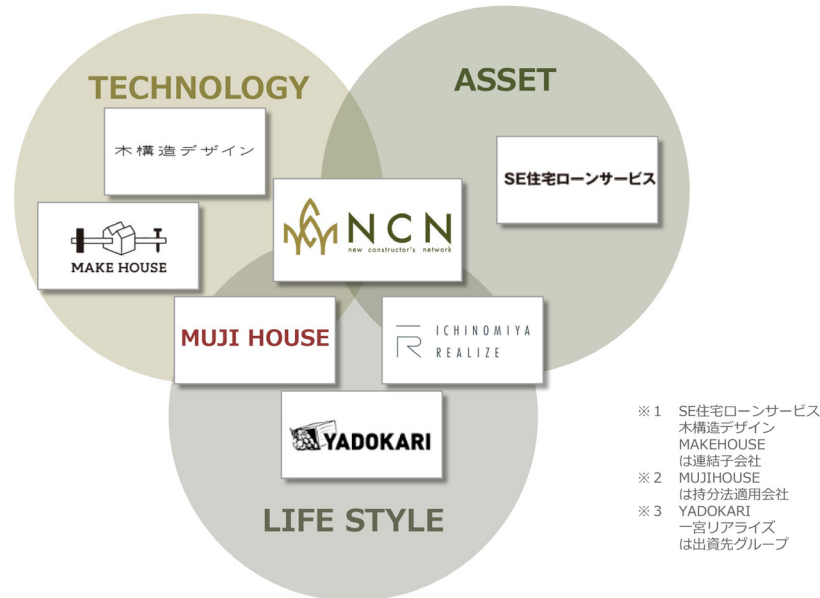 TECHNOLOGY
ASSET
木構造デザイン
SE住宅ローンサービス
MAKE HOUSE
NCN
new constructor's network
MUJI HOUSE
ICHINOMIYA
REALIZE
YADOKARI
LIFE STYLE
※1 SE住宅ローンサービス
木構造デザイン
MAKEHOUSE
は連結子会社
※2 MUJIHOUSE
は持分法適用会社
※3 YADOKARI
一宮リアライズ
は出資先グループ